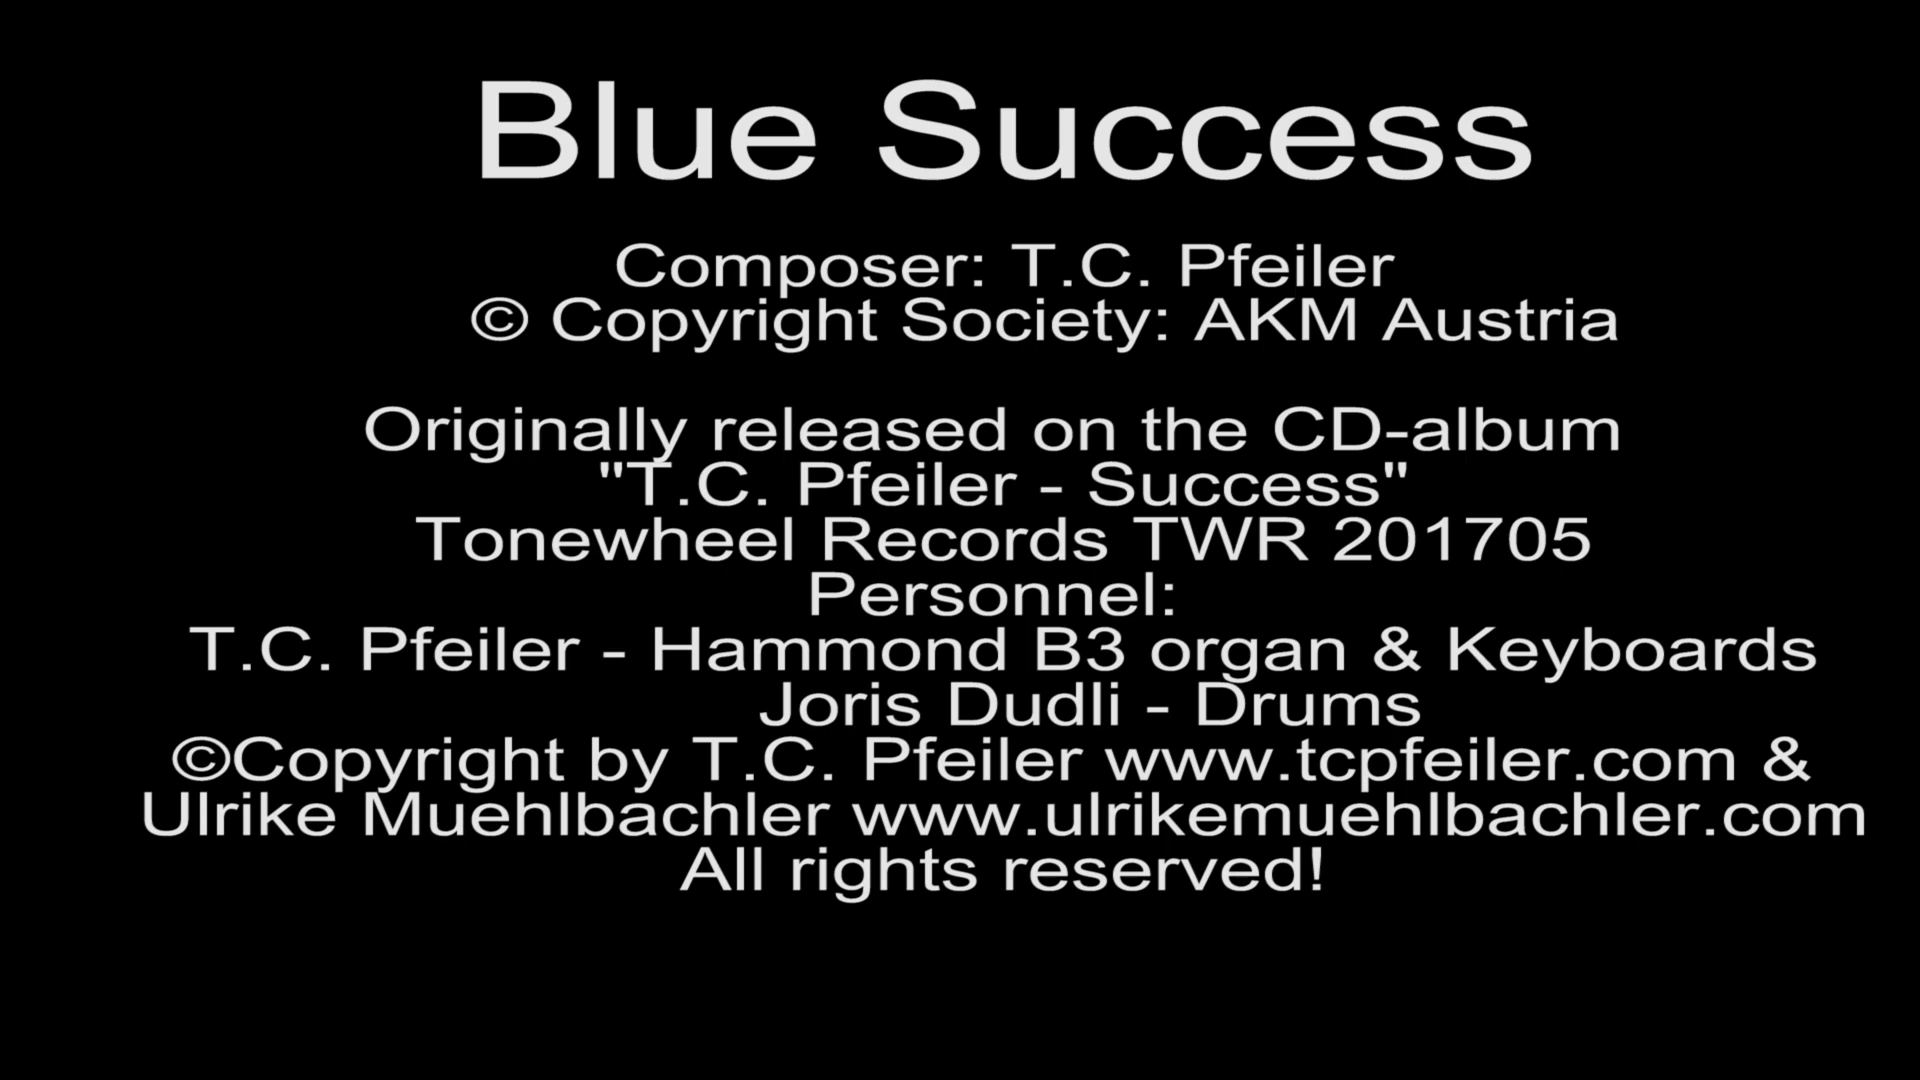 Blue Success
Composer: T.C. Pfeiler
© Copyright Society: AKM Austria
Originally released on the CD-album
"T.C. Pfeiler - Success"
Tonewheel Records TWR 201705
Personnel:
T.C. Pfeiler - Hammond B3 organ & Keyboards
Joris Dudli - Drums
©Copyright by T.C. Pfeiler www.tcpfeiler.com &
Ulrike Muehlbachler www.ulrikemuehlbachler.com
All rights reserved!